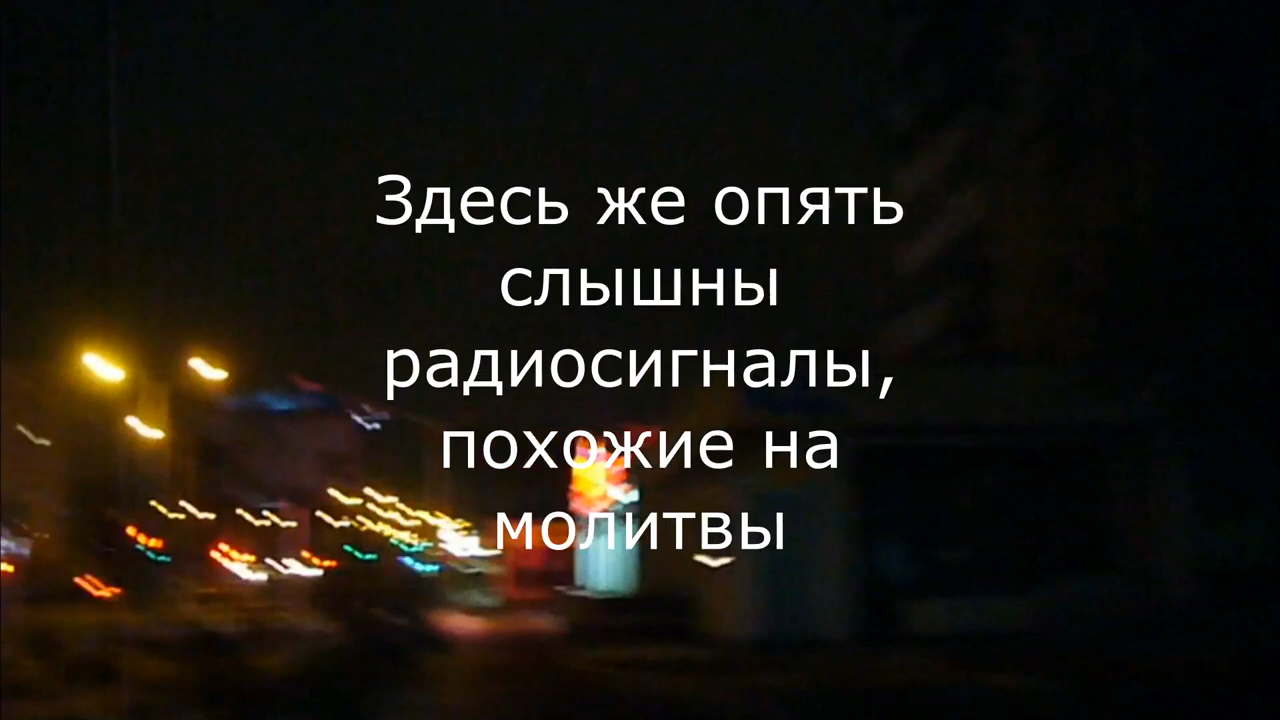 Здесь же опять
слышны
радиосигналы,
похожие на
молитвы